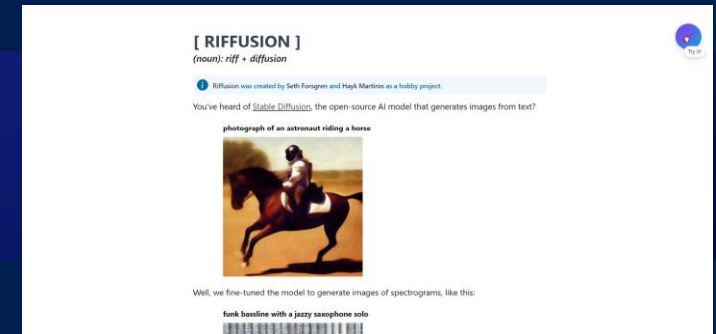 [ RIFFUSION ]
(noun): riff + diffusion
Riffusion was created by Seth Forsgren and Hayk Martiros as a hobby project.
You've heard of Stable Diffusion, the open-source AI model that generates images from text?
photograph of an astronaut riding a horse
Well, we fine-tuned the model to generate images of spectrograms, like this:
funk bassline with a jazzy saxophone solo
Try it!